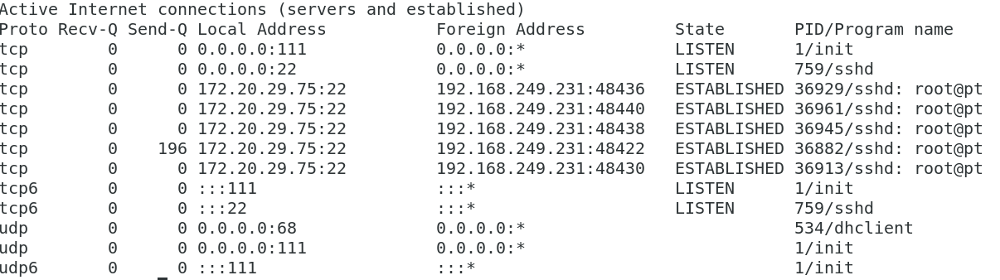 Active Internet connections (servers and established)
Proto Recv-Q Send-Q Local Address           Foreign Address         State       PID/Program name
tcp        0      0 0.0.0.0:111             0.0.0.0:*               LISTEN      1/init
tcp        0      0 0.0.0.0:22              0.0.0.0:*               LISTEN      759/sshd
tcp        0      0 172.20.29.75:22         192.168.249.231:48436   ESTABLISHED 36929/sshd: root@pt
tcp        0      0 172.20.29.75:22         192.168.249.231:48440   ESTABLISHED 36961/sshd: root@pt
tcp        0      0 172.20.29.75:22         192.168.249.231:48438   ESTABLISHED 36945/sshd: root@pt
tcp        0    196 172.20.29.75:22         192.168.249.231:48422   ESTABLISHED 36882/sshd: root@pt
tcp        0      0 172.20.29.75:22         192.168.249.231:48430   ESTABLISHED 36913/sshd: root@pt
tcp6       0      0 :::111                  :::*                    LISTEN      1/init
tcp6       0      0 :::22                   :::*                    LISTEN      759/sshd
udp        0      0 0.0.0.0:68              0.0.0.0:*                           534/dhclient
udp        0      0 0.0.0.0:111             0.0.0.0:*                           1/init
udp6       0      0 :::111                  :::*                                1/init